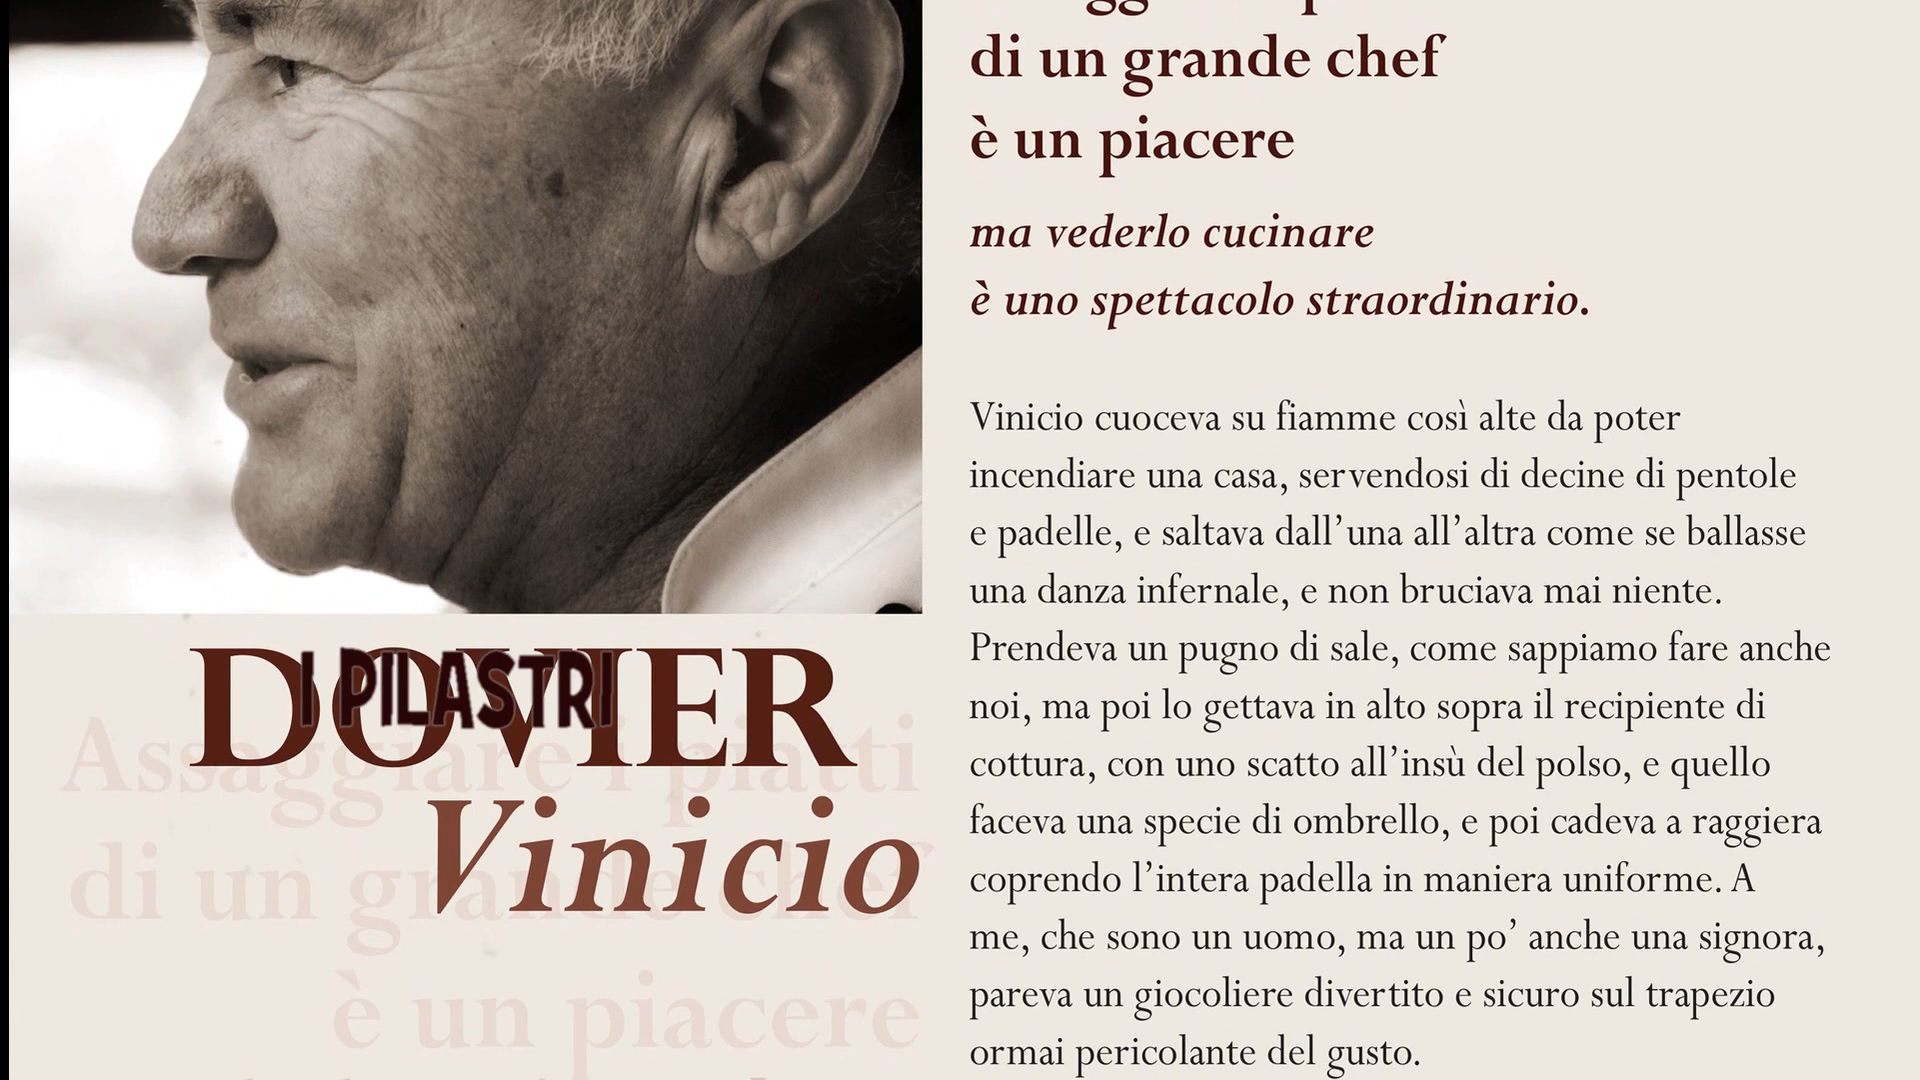 di un grande chef
è un piacere
ma vederlo cucinare
è uno spettacolo straordinario.
Vinicio cuoceva su fiamme così alte da poter
incendiare una casa, servendosi di decine di pentole
e padelle, e saltava dall’una all’altra come se ballasse
una danza infernale, e non bruciava mai niente.
Prendeva un pugno di sale, come sappiamo fare anche
noi, ma poi lo gettava in alto sopra il recipiente di
cottura, con uno scatto all’insù del polso, e quello
faceva una specie di ombrello, e poi cadeva a raggiera
coprendo l’intera padella in maniera uniforme. A
me, che sono un uomo, ma un po’ anche una signora,
pareva un giocoliere divertito e sicuro sul trapezio
ormai pericolante del gusto.
DOVIER
I PILASTRI
Vinicio
Assaggiare i piatti
di un grande chef
è un piacere